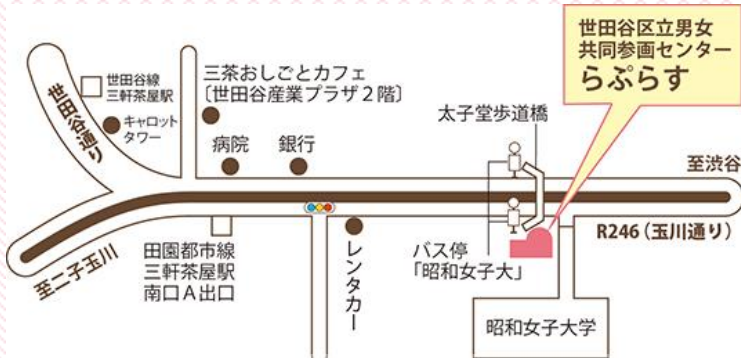 世田谷区立男女
共同参画センター
らぷらす
世田谷通り
世田谷線
三軒茶屋駅
キャロット
タワー
三茶おしごとカフェ
〔世田谷産業プラザ2階〕
病院
銀行
太子堂歩道橋
至渋谷
R246（玉川通り）
至二子玉川
田園都市線
三軒茶屋駅
南口A出口
レンタカー
バス停
「昭和女子大」
昭和女子大学